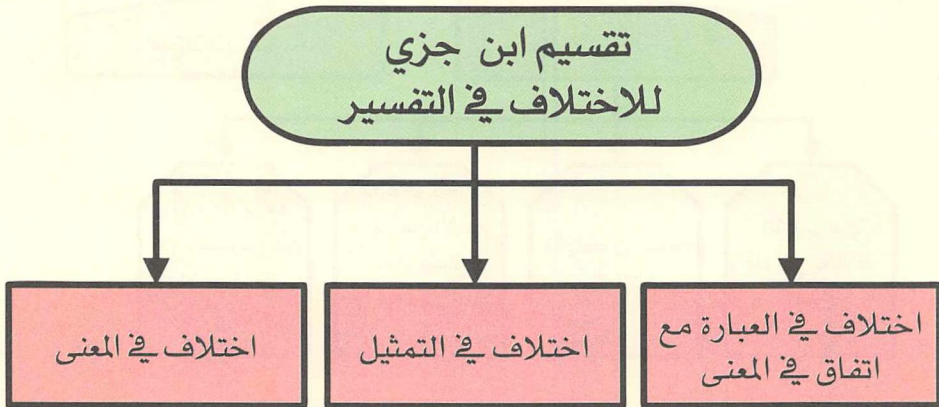 تقسيم ابن جزي
للاختلاف في التفسير
اختلاف في العبارة مع
اتفاق في المعنى
اختلاف في التمثيل
اختلاف في المعنى